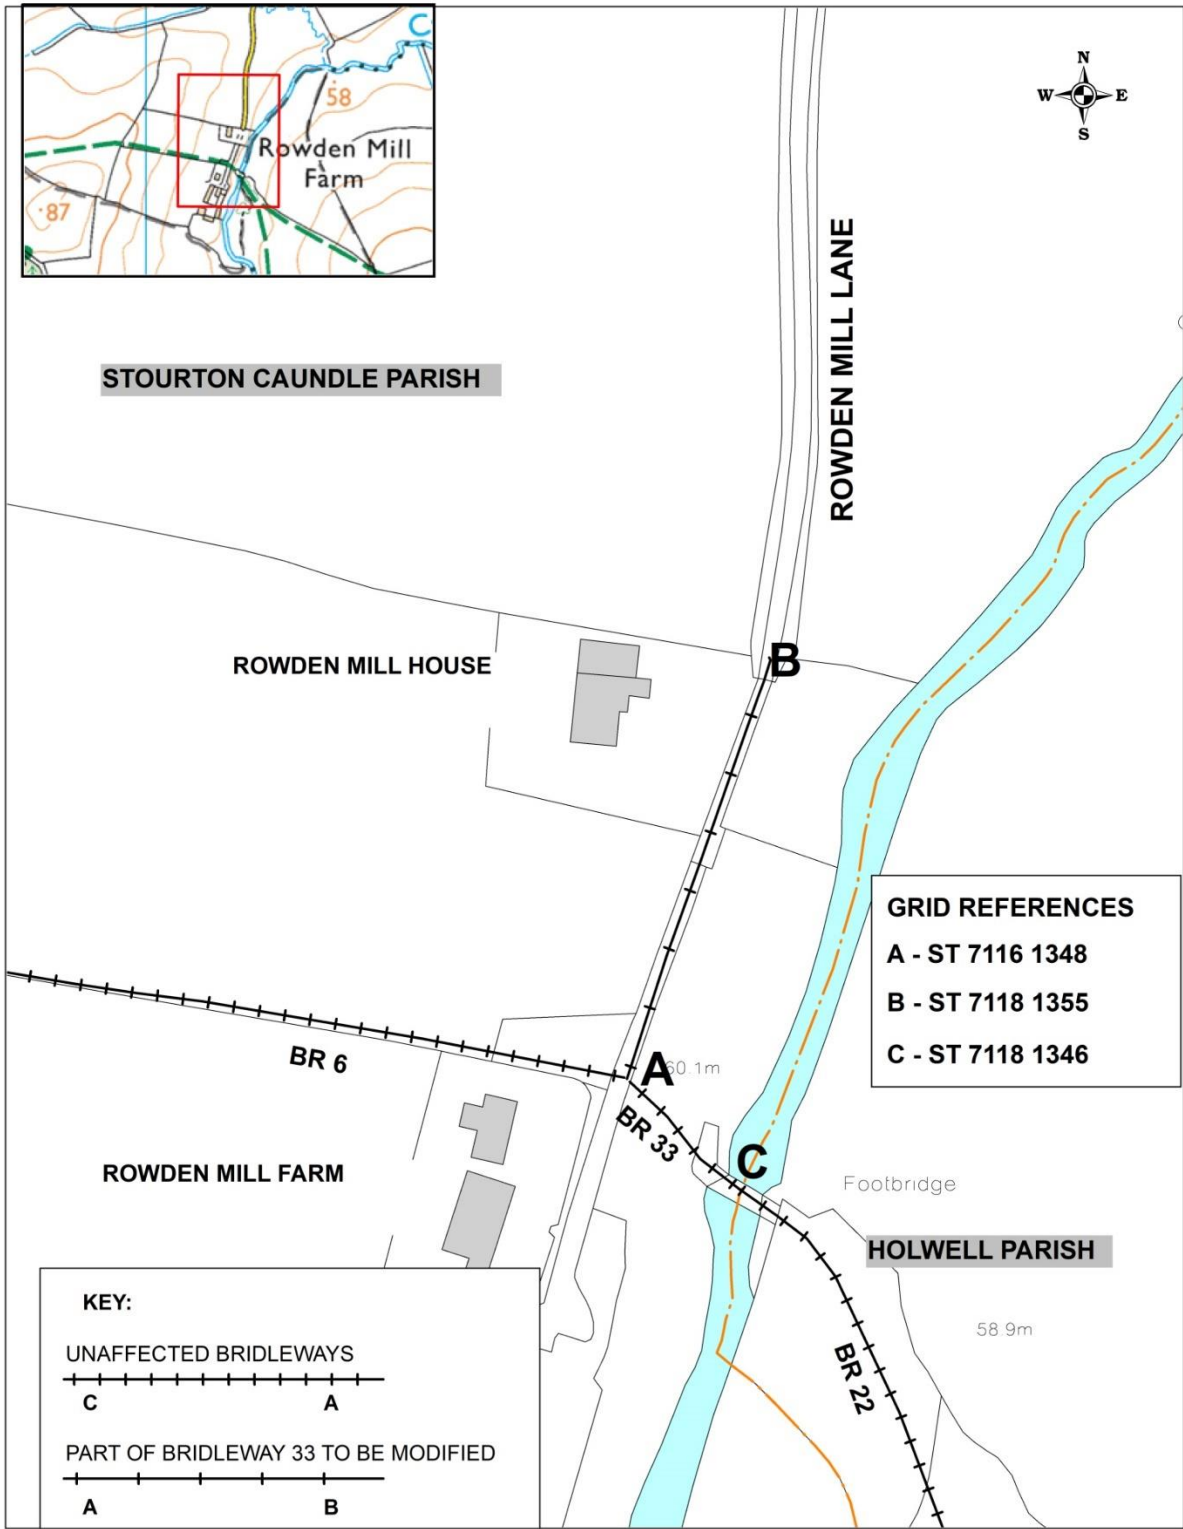 C
58
Rowden Mill
Farm
87
N
W E
S
STOURTON CAUNDLE PARISH
ROWDEN MILL LANE
ROWDEN MILL HOUSE
B
GRID REFERENCES
A - ST 7116 1348
B - ST 7118 1355
C - ST 7118 1346
BR 6
A
60.1m
BR 33
C
ROWDEN MILL FARM
Footbridge
HOLWELL PARISH
58.9m
BR 22
KEY:
UNAFFECTED BRIDLEWAYS
C A
PART OF BRIDLEWAY 33 TO BE MODIFIED
A B